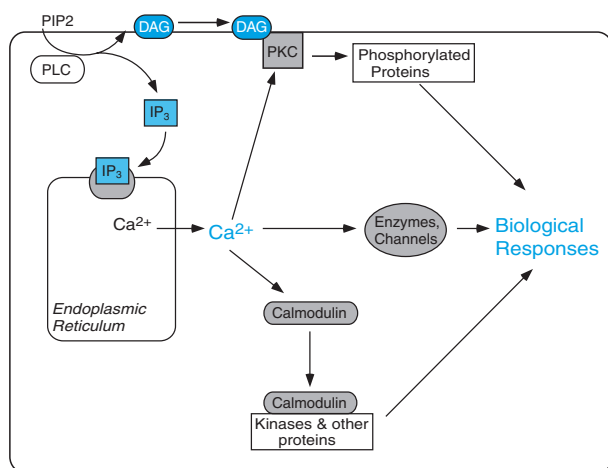 PIP2
DAG
DAG
PLC
PKC
Phosphorylated
Proteins
IP3
IP3
Ca2+
Ca2+
Enzymes,
Channels
Biological
Responses
Endoplasmic
Reticulum
Calmodulin
Calmodulin
Kinases & other
proteins